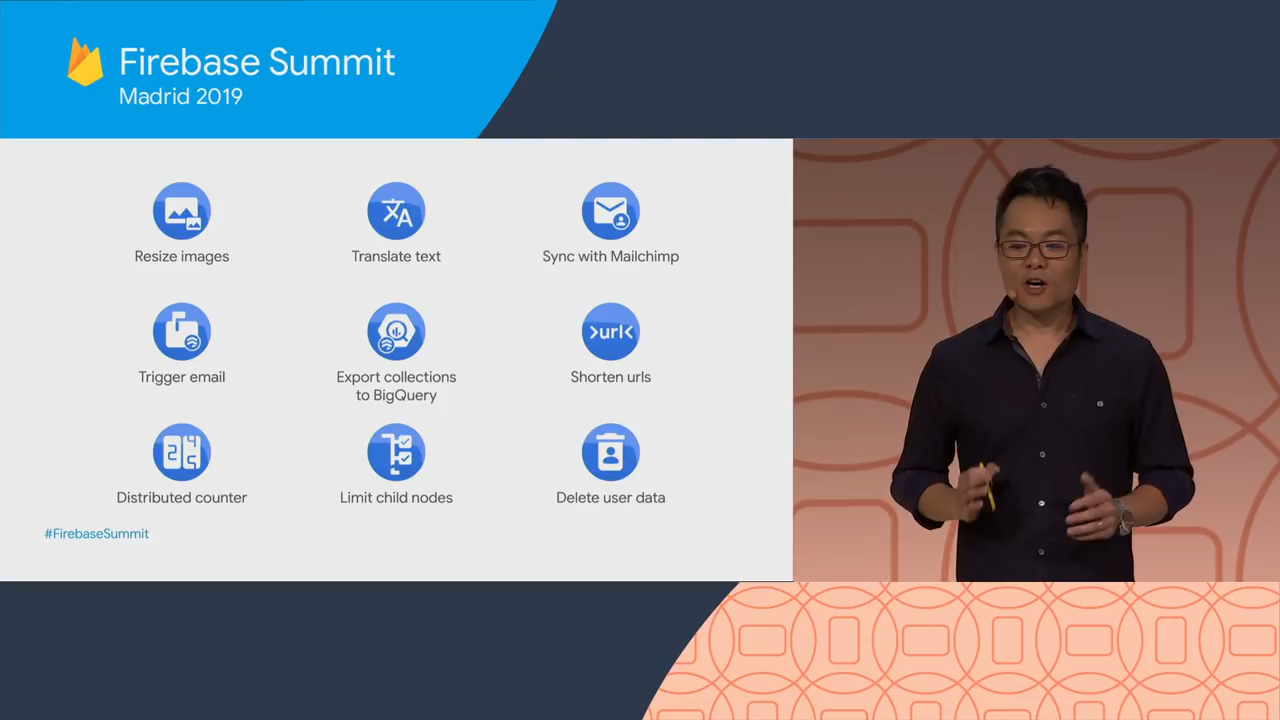 Firebase Summit
Madrid 2019
Resize images
Translate text
Sync with Mailchimp
Trigger email
Export collections
to BigQuery
>url<
Shorten urls
Distributed counter
Limit child nodes
Delete user data
#FirebaseSummit